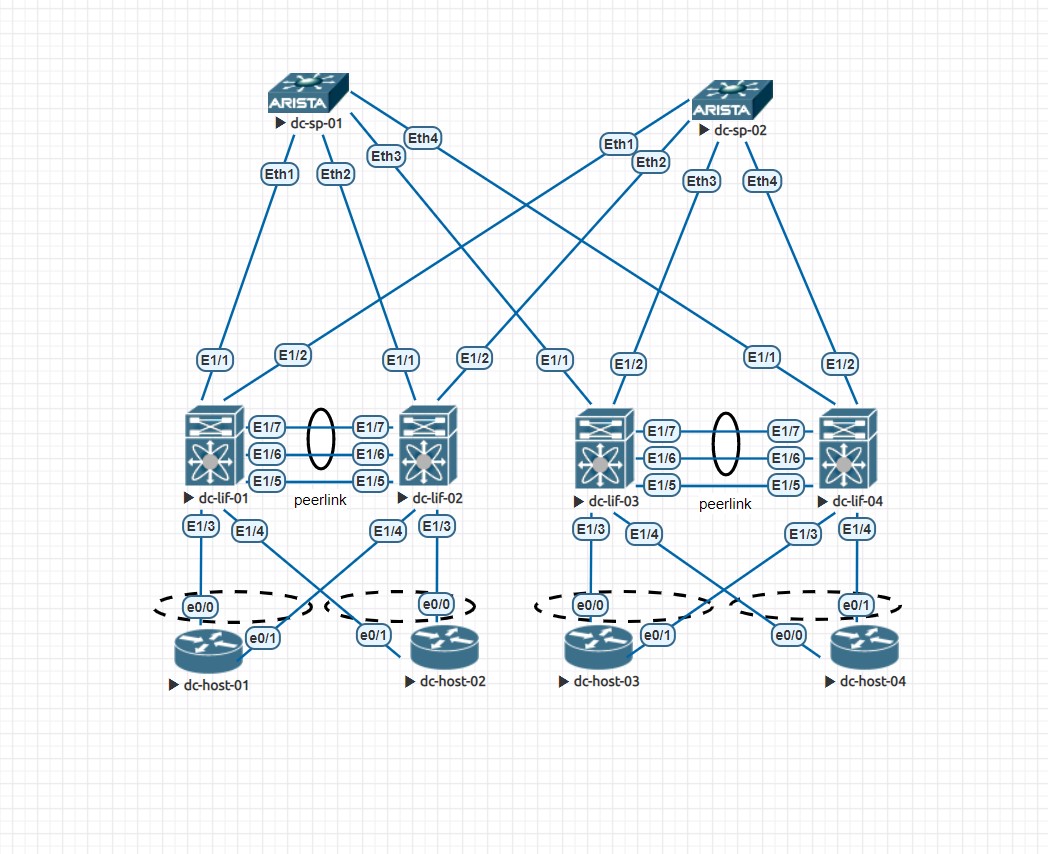 ARISTA
dc-sp-01
ARISTA
dc-sp-02
Eth1
Eth2
Eth3
Eth4
Eth1
Eth2
Eth3
Eth4
E1/1
E1/2
E1/1
E1/2
E1/1
E1/2
E1/1
E1/2
E1/7
E1/7
E1/6
E1/6
E1/5
E1/5
peerlink
dc-lif-01
dc-lif-02
E1/7
E1/7
E1/6
E1/6
E1/5
E1/5
peerlink
dc-lif-03
dc-lif-04
E1/3
E1/4
E1/4
E1/3
E1/3
E1/4
E1/3
E1/4
e0/0
e0/1
e0/1
e0/0
e0/0
e0/1
e0/0
e0/1
dc-host-01
dc-host-02
dc-host-03
dc-host-04